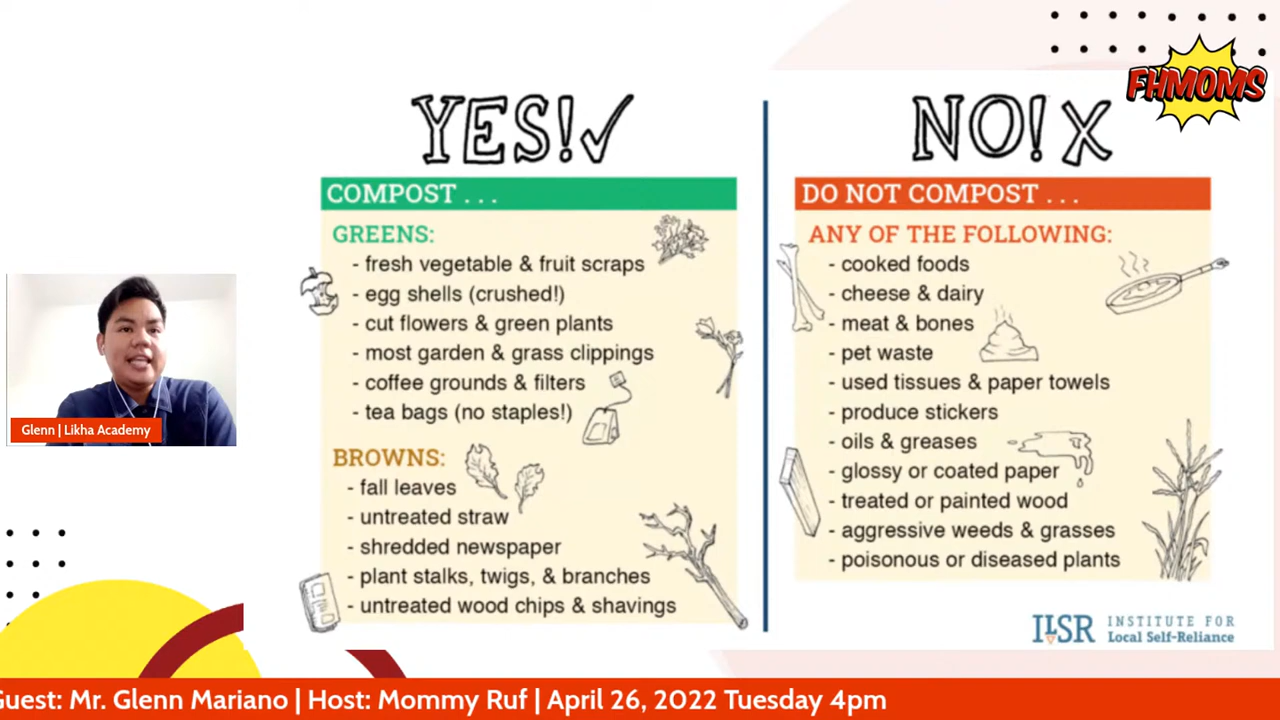 FHMOMS
YES!✓
COMPOST . . .
GREENS:
- fresh vegetable & fruit scraps
- egg shells (crushed!)
- cut flowers & green plants
- most garden & grass clippings
- coffee grounds & filters
- tea bags (no staples!)
BROWNS:
- fall leaves
- untreated straw
- shredded newspaper
- plant stalks, twigs, & branches
- untreated wood chips & shavings
NO! X
DO NOT COMPOST . . .
ANY OF THE FOLLOWING:
- cooked foods
- cheese & dairy
- meat & bones
- pet waste
- used tissues & paper towels
- produce stickers
- oils & greases
- glossy or coated paper
- treated or painted wood
- aggressive weeds & grasses
- poisonous or diseased plants
ILSR
INSTITUTE FOR
Local Self-Reliance
Glenn | Likha Academy
Guest: Mr. Glenn Mariano | Host: Mommy Ruf | April 26, 2022 Tuesday 4pm